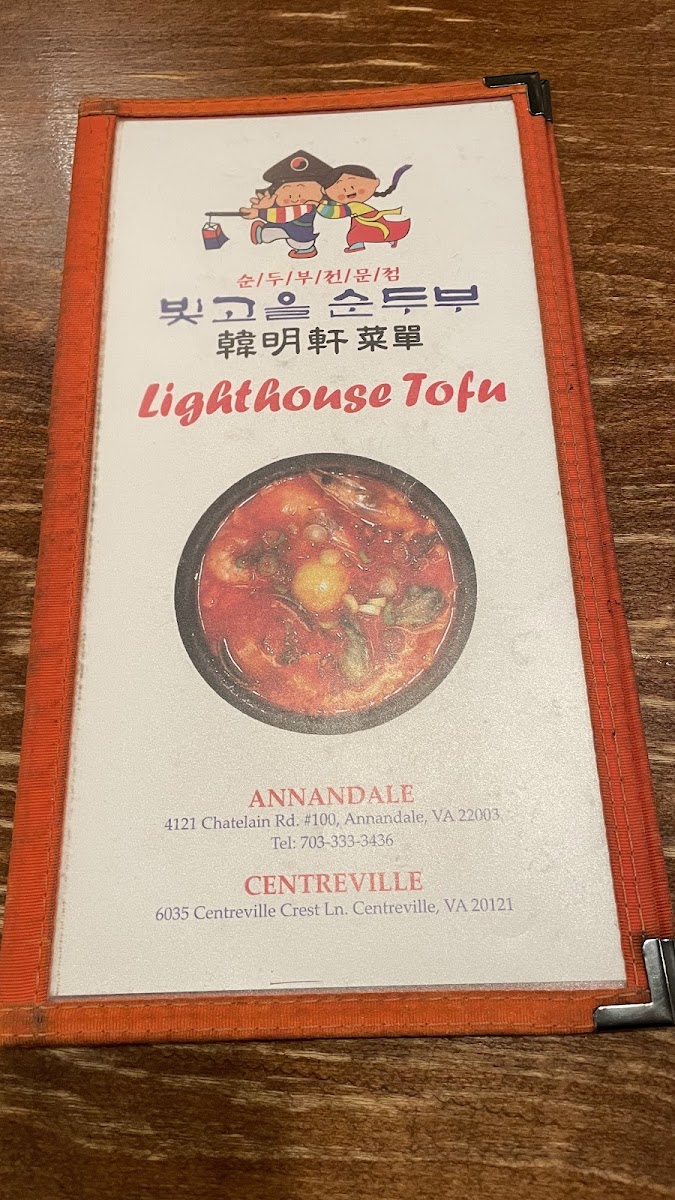 순/두/부/전/문/점
빛고을 순두부
韓明軒 菜單
Lighthouse Tofu
ANNANDALE
4121 Chatelain Rd. #100, Annandale, VA 22003
Tel: 703-333-3436
CENTREVILLE
6035 Centreville Crest Ln. Centreville, VA 20121